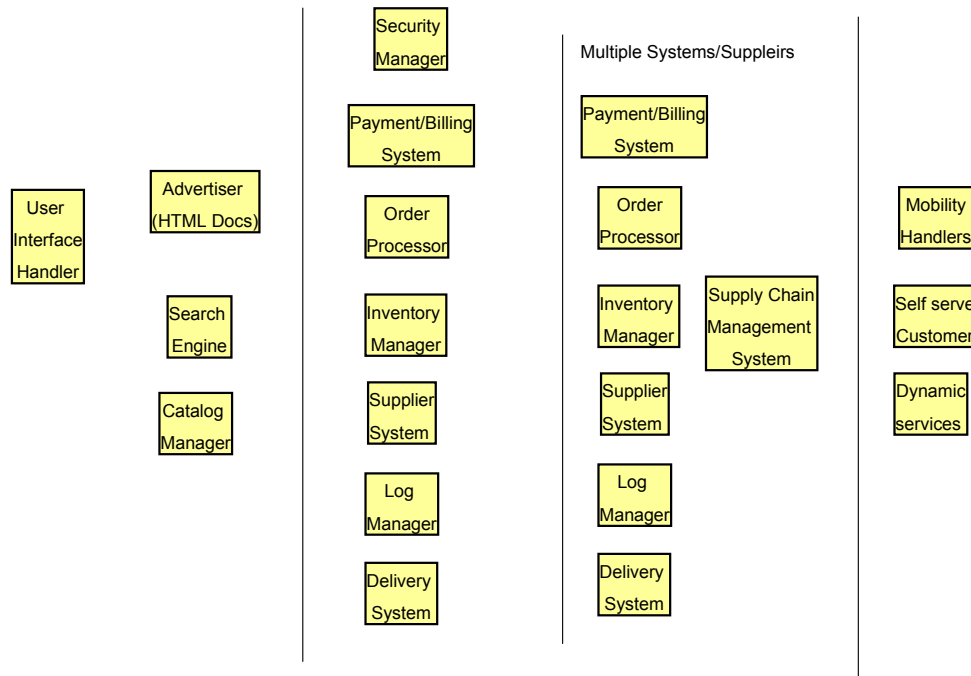 User
Interface
Handler
Advertiser
(HTML Docs)
Search
Engine
Catalog
Manager
Security
Manager
Payment/Billing
System
Order
Processor
Inventory
Manager
Supplier
System
Log
Manager
Delivery
System
Multiple Systems/Suppleirs
Payment/Billing
System
Order
Processor
Inventory
Manager
Supply Chain
Management
System
Supplier
System
Log
Manager
Delivery
System
Mobility
Handlers
Self serve
Customer
Dynamic
services